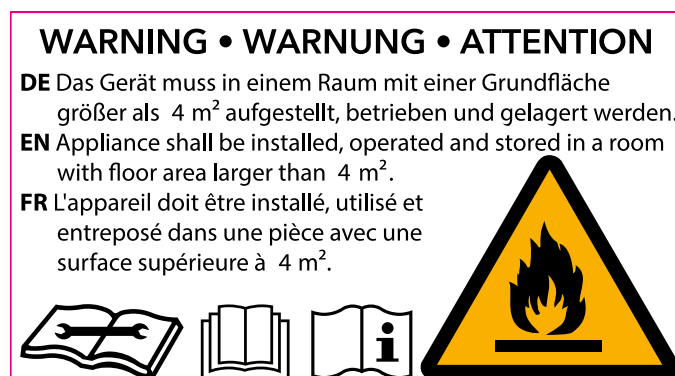 WARNING • WARNUNG • ATTENTION
DE Das Gerät muss in einem Raum mit einer Grundfläche
größer als 4 m² aufgestellt, betrieben und gelagert werden.
EN Appliance shall be installed, operated and stored in a room
with floor area larger than 4 m².
FR L'appareil doit être installé, utilisé et
entreposé dans une pièce avec une
surface supérieure à 4 m².
i